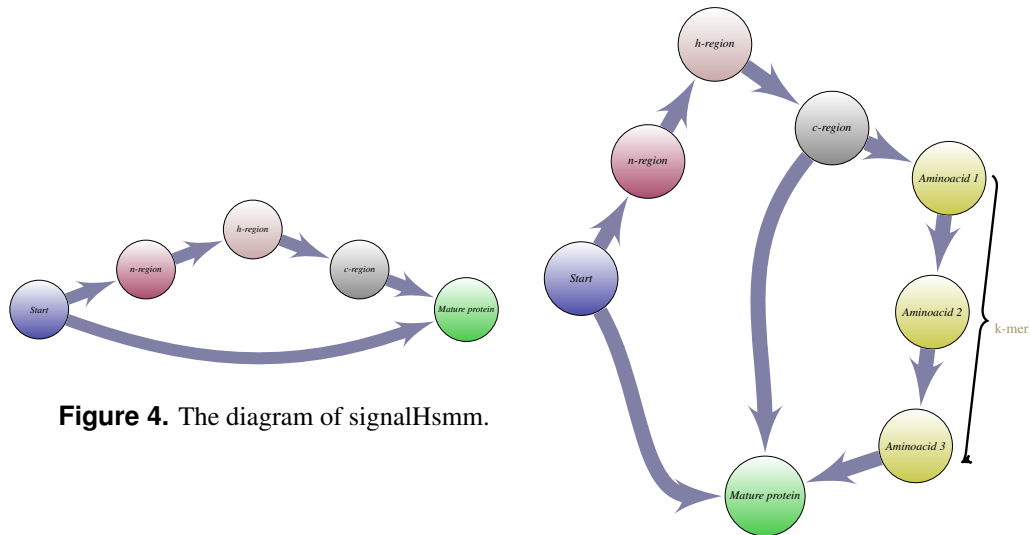 h-region
n-region
c-region
Start
Mature protein
Figure 4. The diagram of signalHsmm.
h-region
c-region
n-region
Aminoacid 1
Start
Aminoacid 2
k-mer
Aminoacid 3
Mature protein